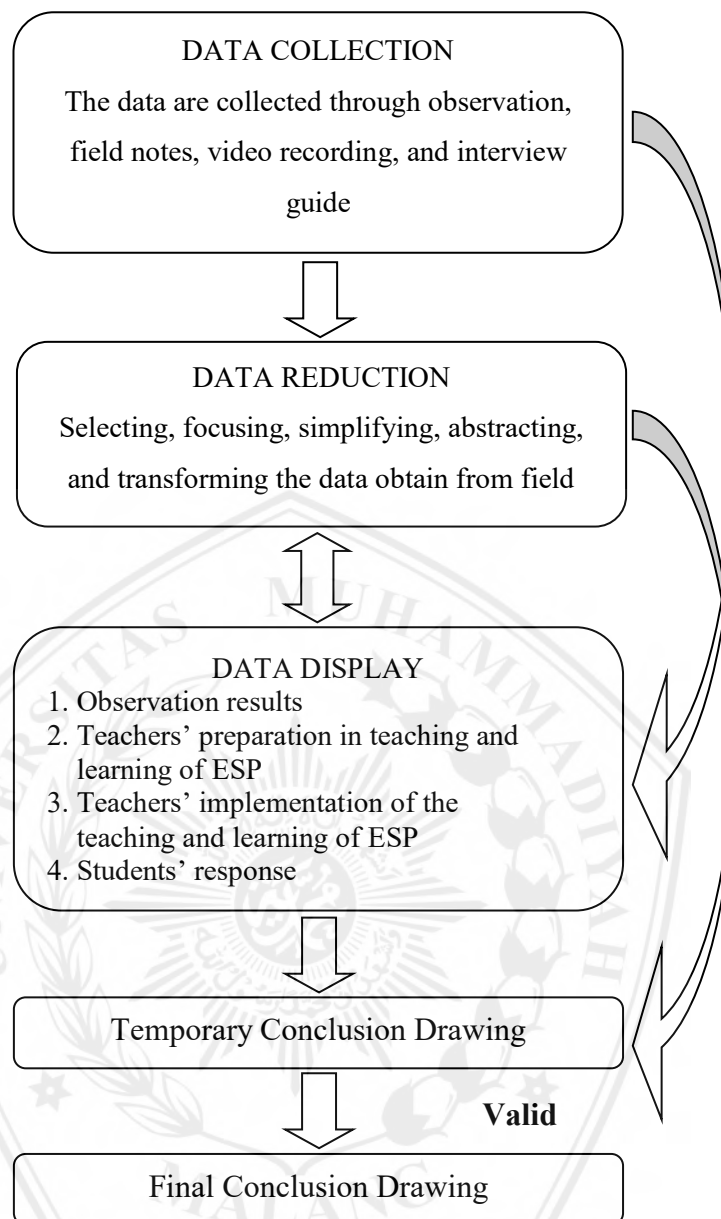 DATA COLLECTION
The data are collected through observation,
field notes, video recording, and interview
guide
DATA REDUCTION
Selecting, focusing, simplifying, abstracting,
and transforming the data obtain from field
DATA DISPLAY
1. Observation results
2. Teachers’ preparation in teaching and
learning of ESP
3. Teachers’ implementation of the
teaching and learning of ESP
4. Students’ response
Temporary Conclusion Drawing
Valid
Final Conclusion Drawing
MUHAMMADIYAH
MALANG